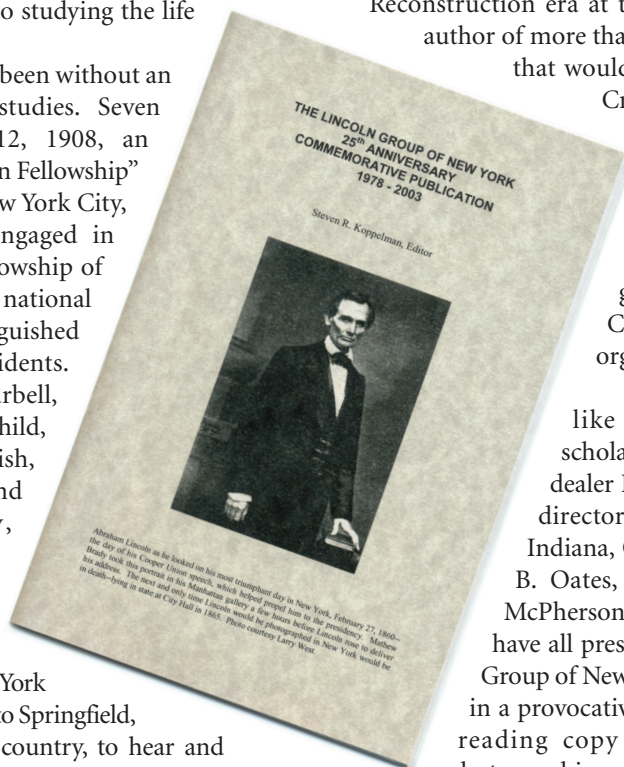 o studying the life
been without an
studies. Seven
12, 1908, an
n Fellowship”
w York City,
ngaged in
owship of
national
guished
idents.
arbell,
hild,
ish,
nd
y,
York
to Springfield,
country, to hear and
THE LINCOLN GROUP OF NEW YORK
25th ANNIVERSARY
COMMEMORATIVE PUBLICATION
1978 - 2003
Steven R. Koppelman, Editor
Abraham Lincoln as he looked on his most triumphant day in New York, February 27, 1860--
the day of his Cooper Union speech, which helped propel him to the presidency. Mathew
Brady took this portrait in his Manhattan gallery a few hours before Lincoln rose to deliver
his address. The next and only time Lincoln would be photographed in New York would be
in death--lying in state at City Hall in 1865. Photo courtesy Larry West.
Reconstruction era at t
author of more tha
that would
Cr
g
C
org
like
schola
dealer
director
Indiana,
B. Oates,
McPherson
have all pres
Group of New
in a provocativ
reading copy